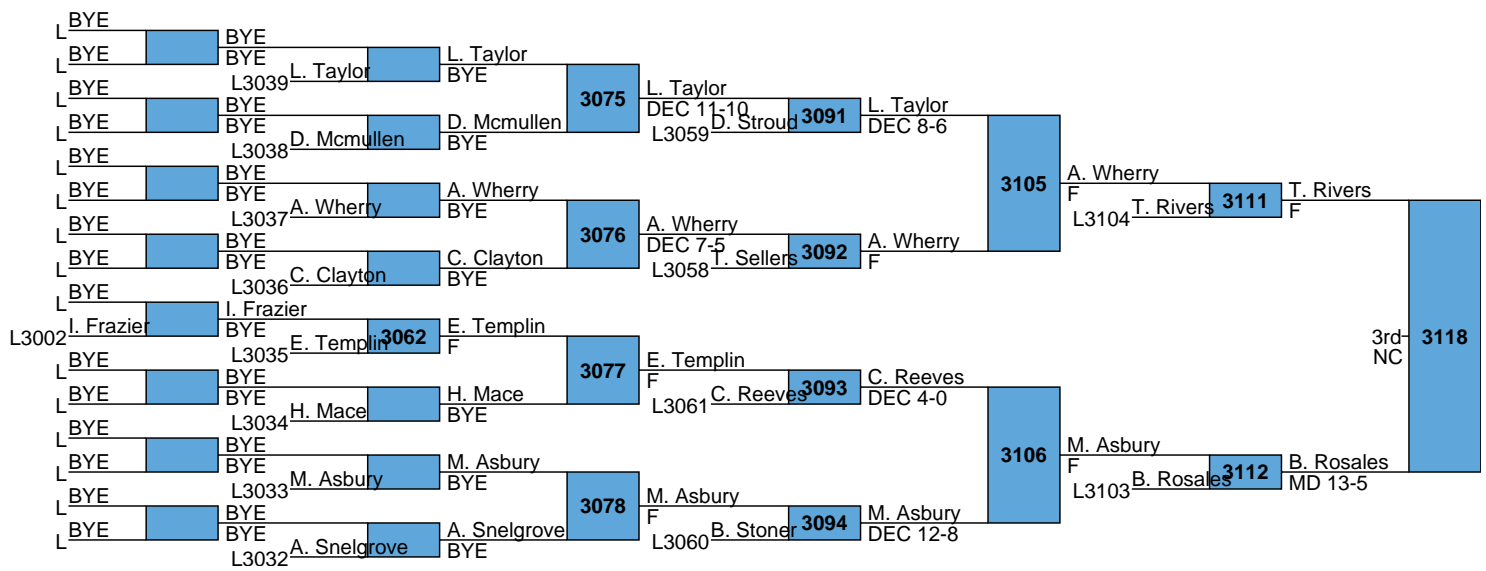 BYE
L
BYE
BYE
BYE
L
L. Taylor
L. Taylor
BYE
L3039
BYE
L
BYE
BYE
BYE
L
D. Mcmullen
D. Mcmullen
BYE
L3038
3075
L. Taylor
DEC 11-10
D. Stroud
L3059
3091
L. Taylor
DEC 8-6
BYE
L
BYE
BYE
BYE
L
A. Wherry
A. Wherry
BYE
L3037
BYE
L
BYE
BYE
BYE
L
C. Clayton
C. Clayton
BYE
L3036
3076
A. Wherry
DEC 7-5
T. Sellers
L3058
3092
A. Wherry
F
3105
A. Wherry
F
T. Rivers
L3104
3111
T. Rivers
F
BYE
L
I. Frazier
BYE
I. Frazier
L3002
E. Templin
L3035
3062
E. Templin
F
BYE
L
BYE
BYE
BYE
L
H. Mace
H. Mace
BYE
L3034
3077
E. Templin
F
C. Reeves
L3061
3093
C. Reeves
DEC 4-0
BYE
L
BYE
BYE
BYE
L
M. Asbury
M. Asbury
BYE
L3033
BYE
L
BYE
BYE
BYE
L
A. Snelgrove
A. Snelgrove
BYE
L3032
3078
M. Asbury
F
B. Stoner
L3060
3094
M. Asbury
DEC 12-8
3106
M. Asbury
F
B. Rosales
L3103
3112
B. Rosales
MD 13-5
3rd
NC
3118